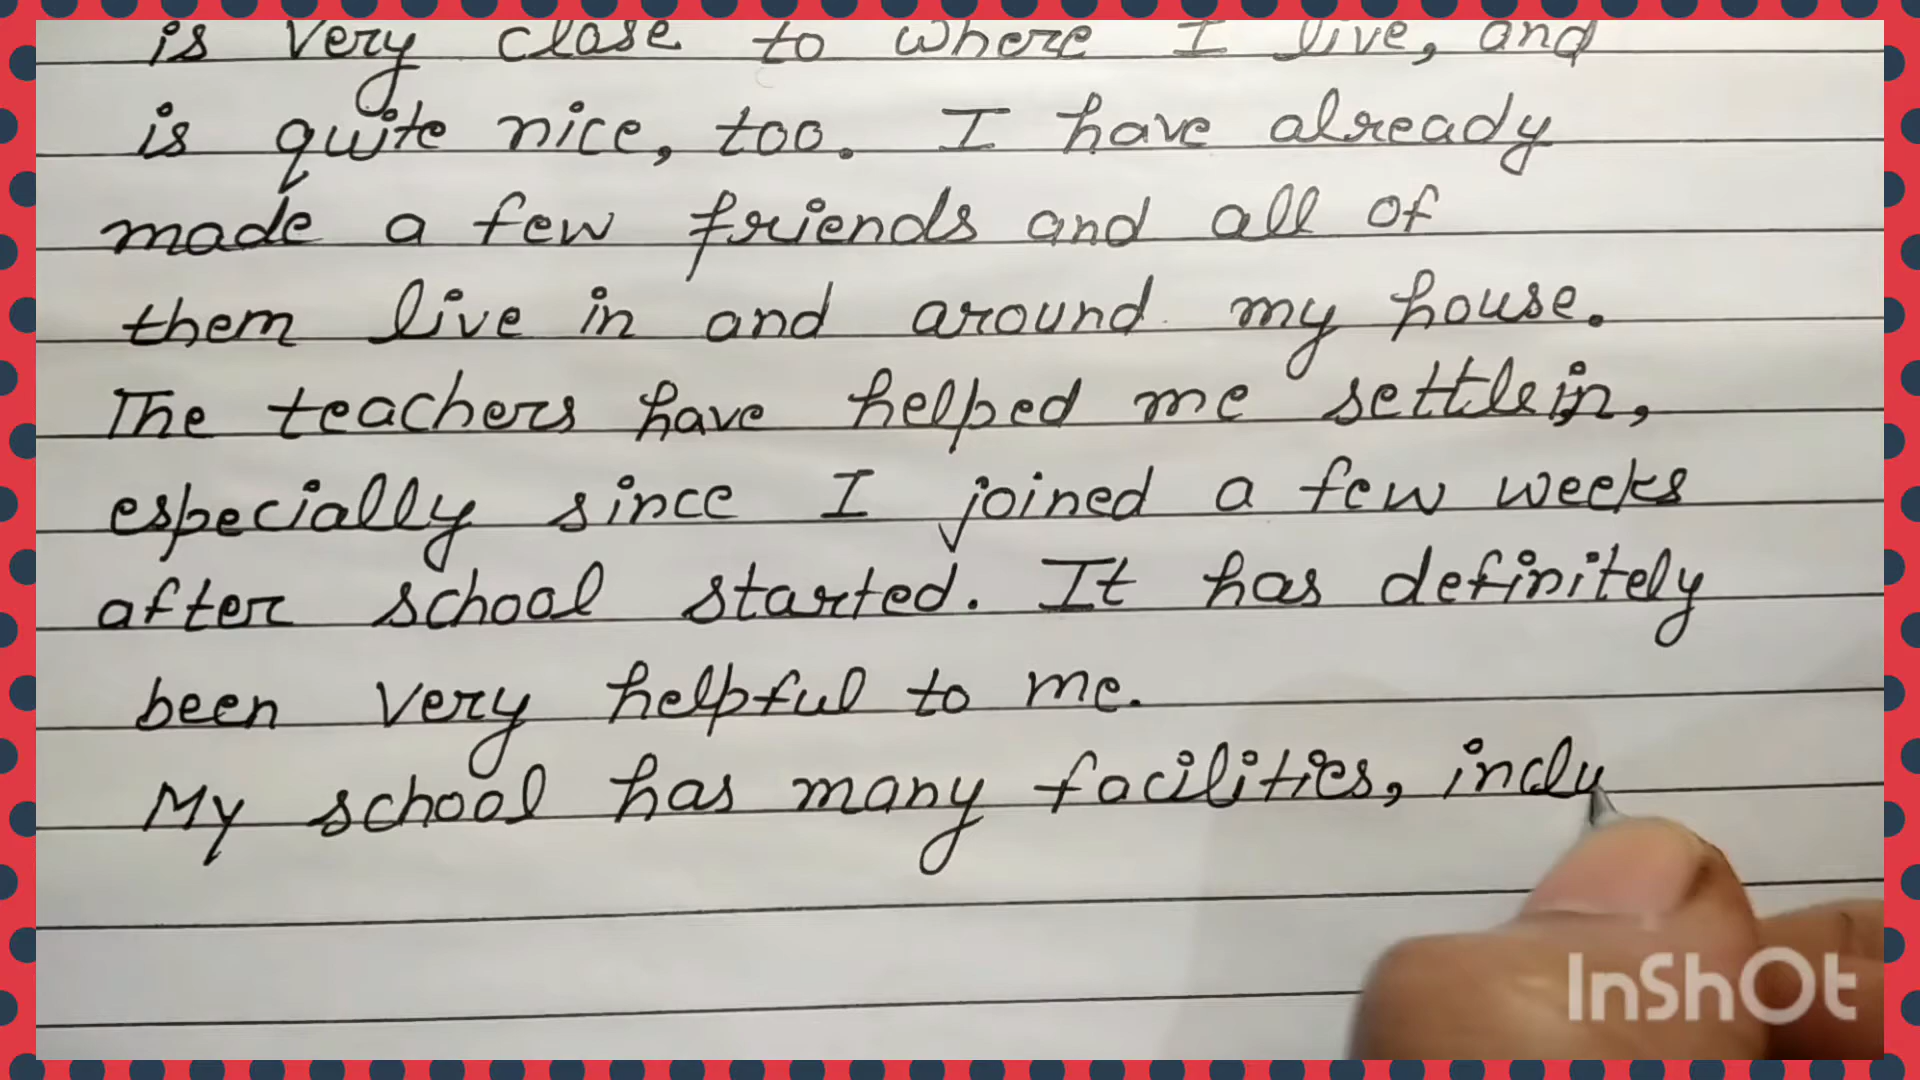 is very close to where I live, and
is quite nice, too. I have already
made a few friends and all of
them live in and around my house.
The teachers have helped me settle in,
especially since I joined a few weeks
after school started. It has definitely
been very helpful to me.
My school has many facilities, inclu
InShOt